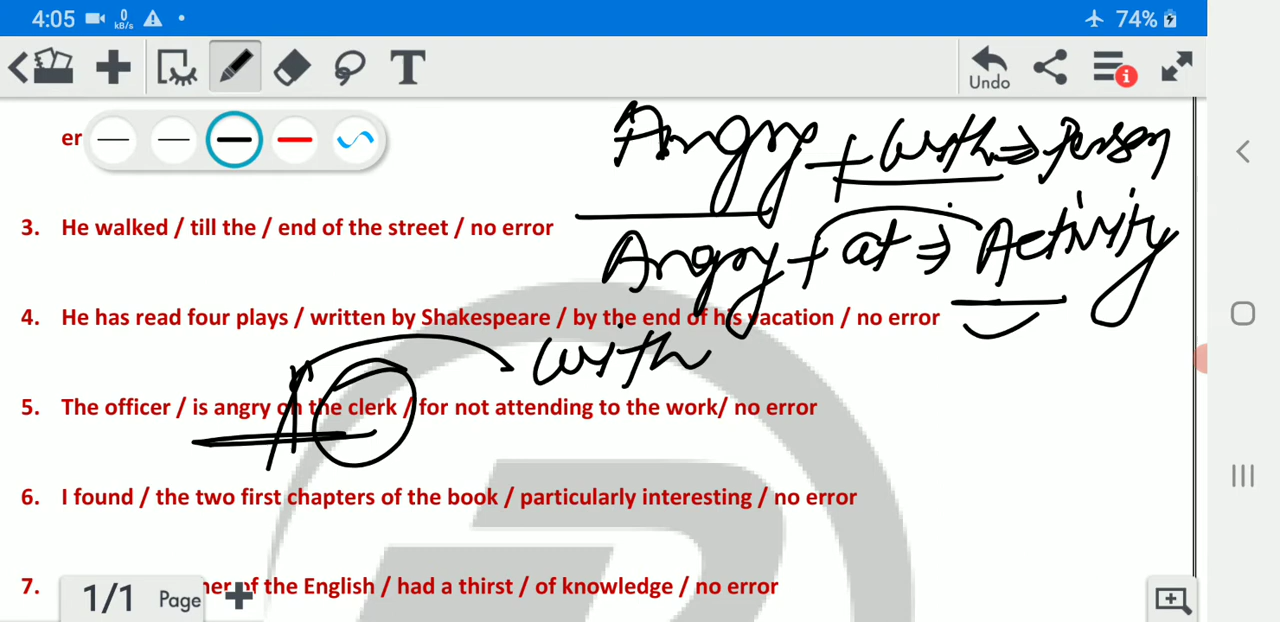 4:05 0 kB/s 74%
T Undo
er
Angry + with ⇒ Person
3. He walked / till the / end of the street / no error
Angry + at ⇒ Activity
4. He has read four plays / written by Shakespeare / by the end of his vacation / no error
with
5. The officer / is angry on the clerk / for not attending to the work/ no error
6. I found / the two first chapters of the book / particularly interesting / no error
7. of the English / had a thirst / of knowledge / no error
1/1 Page